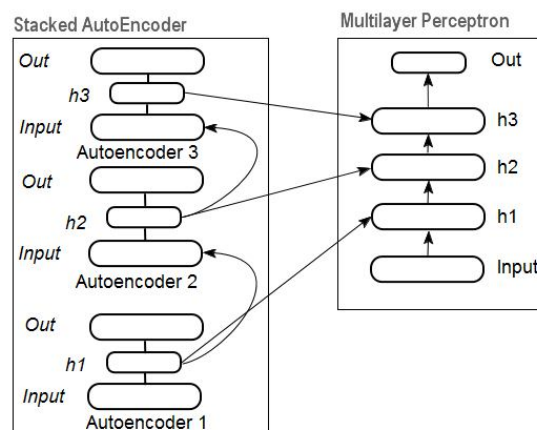 Stacked AutoEncoder
Out
h3
Input
Autoencoder 3
Out
h2
Input
Autoencoder 2
Out
h1
Input
Autoencoder 1
Multilayer Perceptron
Out
h3
h2
h1
Input